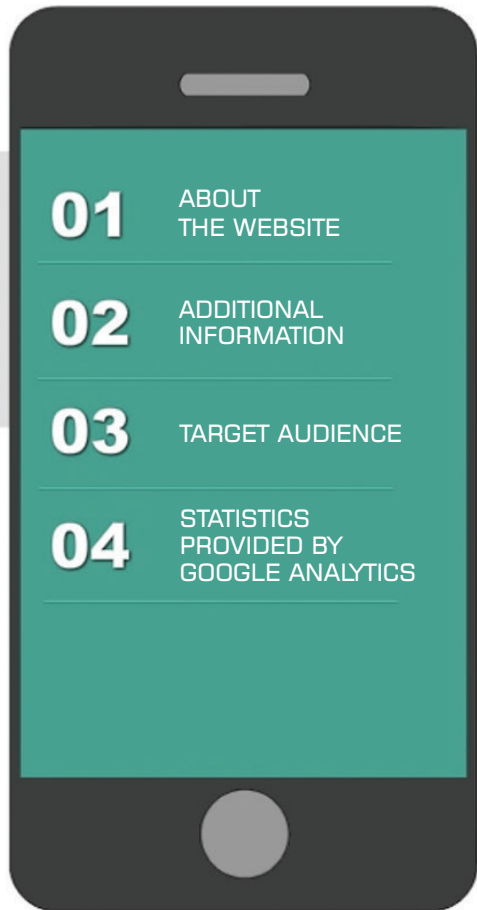 01 ABOUT
THE WEBSITE
02 ADDITIONAL
INFORMATION
03 TARGET AUDIENCE
04 STATISTICS
PROVIDED BY
GOOGLE ANALYTICS